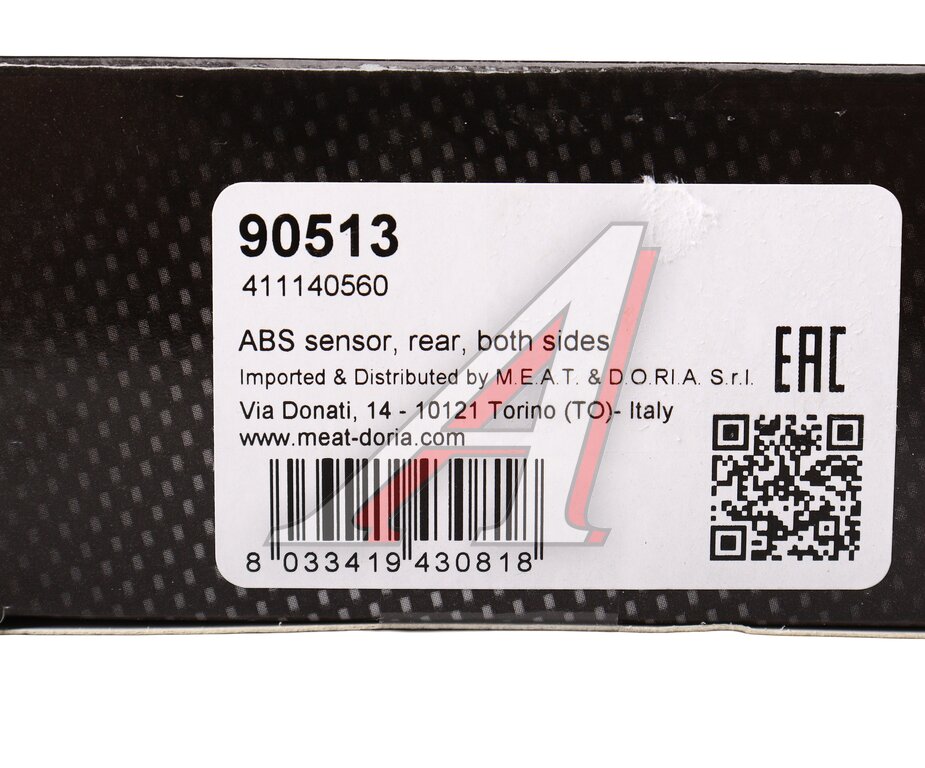 90513
411140560
ABS sensor, rear, both sides
Imported & Distributed by M.E.A.T. & D.O.R.I.A. S.r.l.
Via Donati, 14 - 10121 Torino (TO)- Italy
www.meat-doria.com
EAC
8 033419 430818